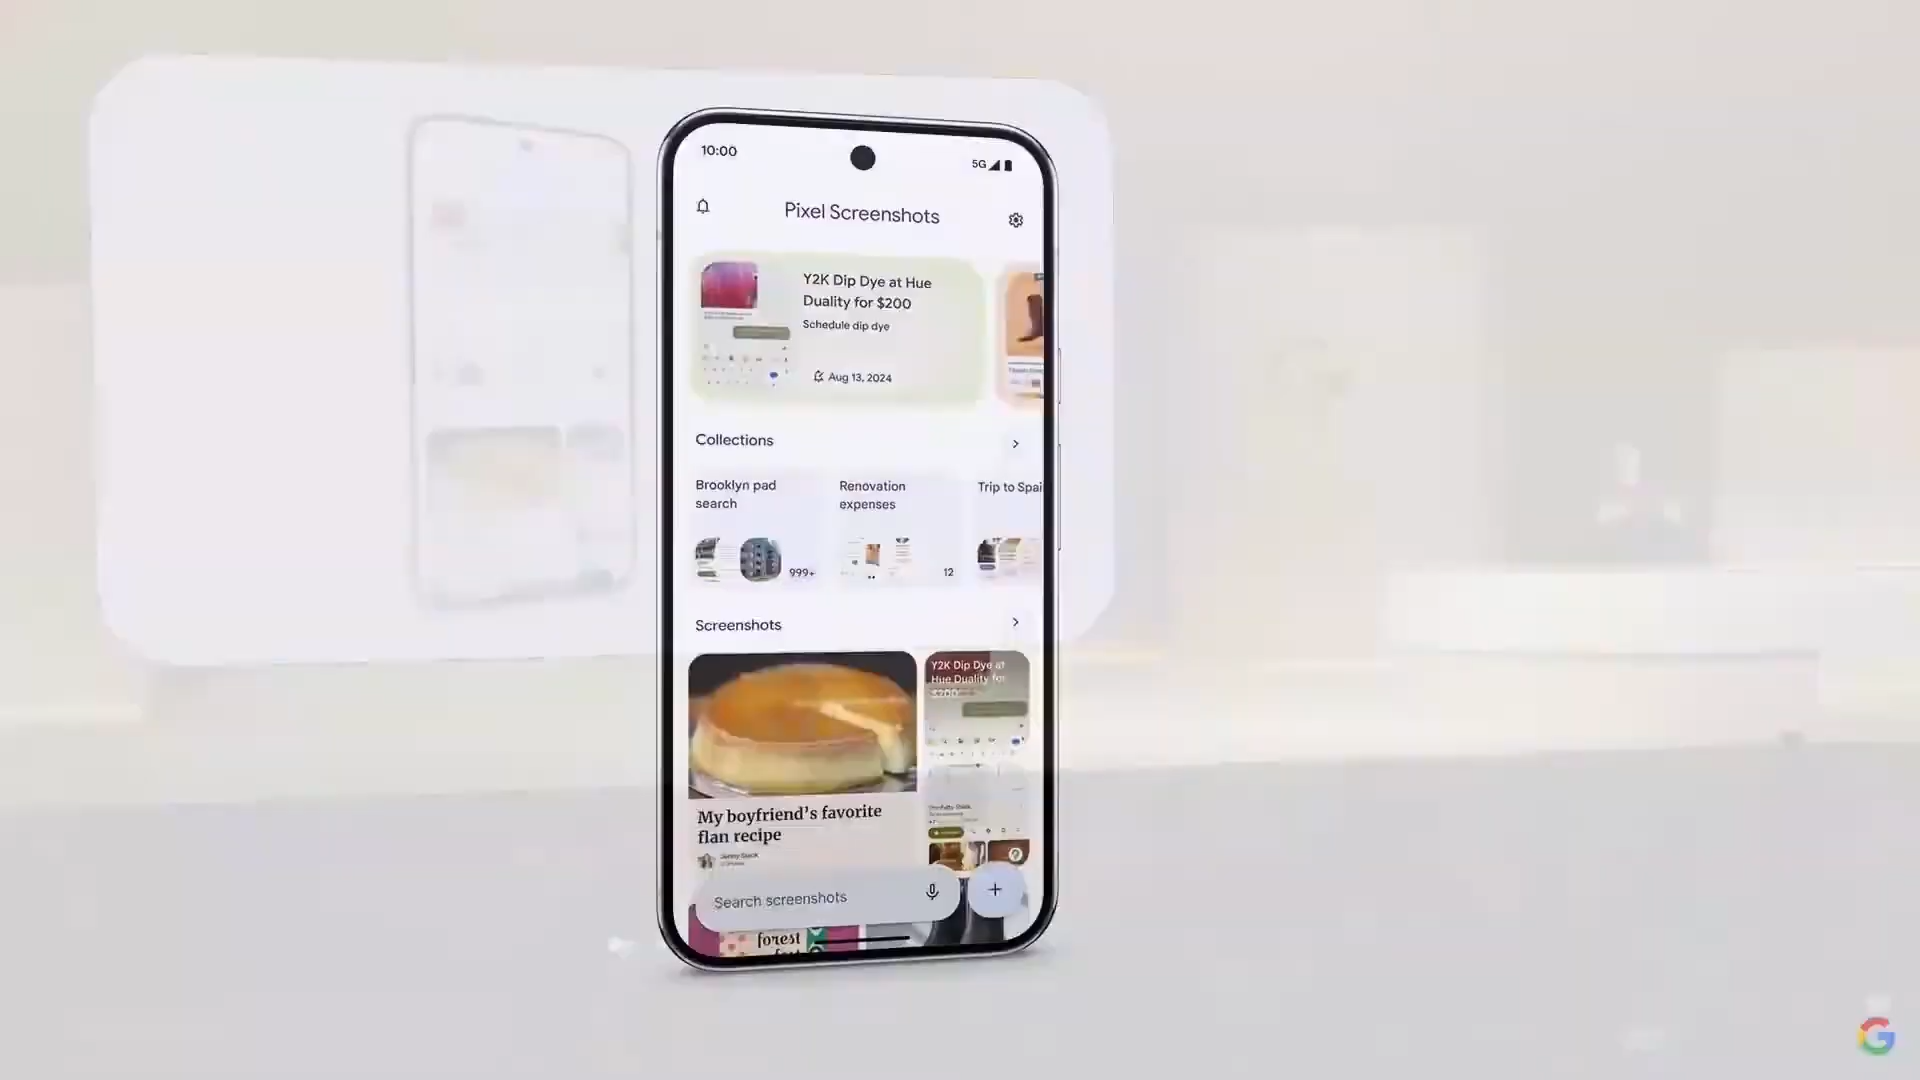 10:00
5G
Pixel Screenshots
Y2K Dip Dye at Hue
Duality for $200
Schedule dip dye
Aug 13, 2024
Collections
Brooklyn pad
search
999+
Renovation
expenses
12
Trip to Spai
Screenshots
My boyfriend's favorite
flan recipe
Y2K Dip Dye at
Hue Duality for
$200
Search screenshots
forest